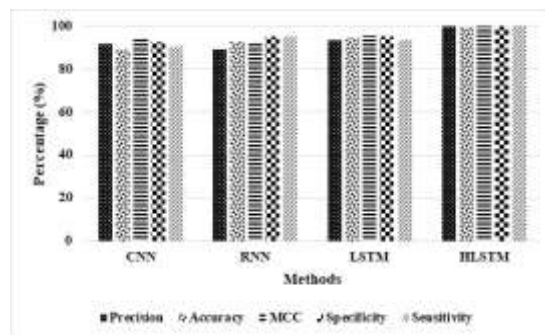 100
80
60
40
20
0
Percentage (%)
CNN RNN LSTM HLSTM
Methods
Precision Accuracy MCC Specificity Sensitivity